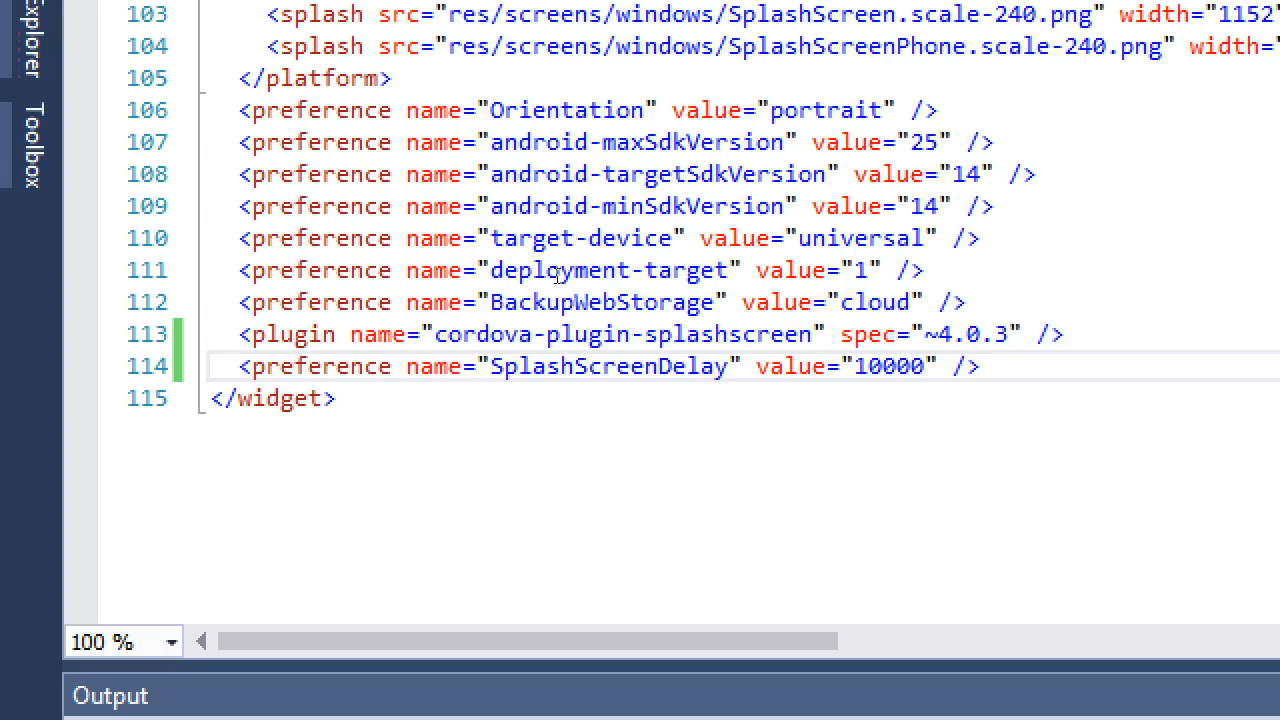 Explorer
Toolbox
103 <splash src="res/screens/windows/SplashScreen.scale-240.png" width="1152"
104 <splash src="res/screens/windows/SplashScreenPhone.scale-240.png" width="
105 </platform>
106 <preference name="Orientation" value="portrait" />
107 <preference name="android-maxSdkVersion" value="25" />
108 <preference name="android-targetSdkVersion" value="14" />
109 <preference name="android-minSdkVersion" value="14" />
110 <preference name="target-device" value="universal" />
111 <preference name="deployment-target" value="1" />
112 <preference name="BackupWebStorage" value="cloud" />
113 <plugin name="cordova-plugin-splashscreen" spec="~4.0.3" />
114 <preference name="SplashScreenDelay" value="10000" />
115 </widget>
100 %
Output